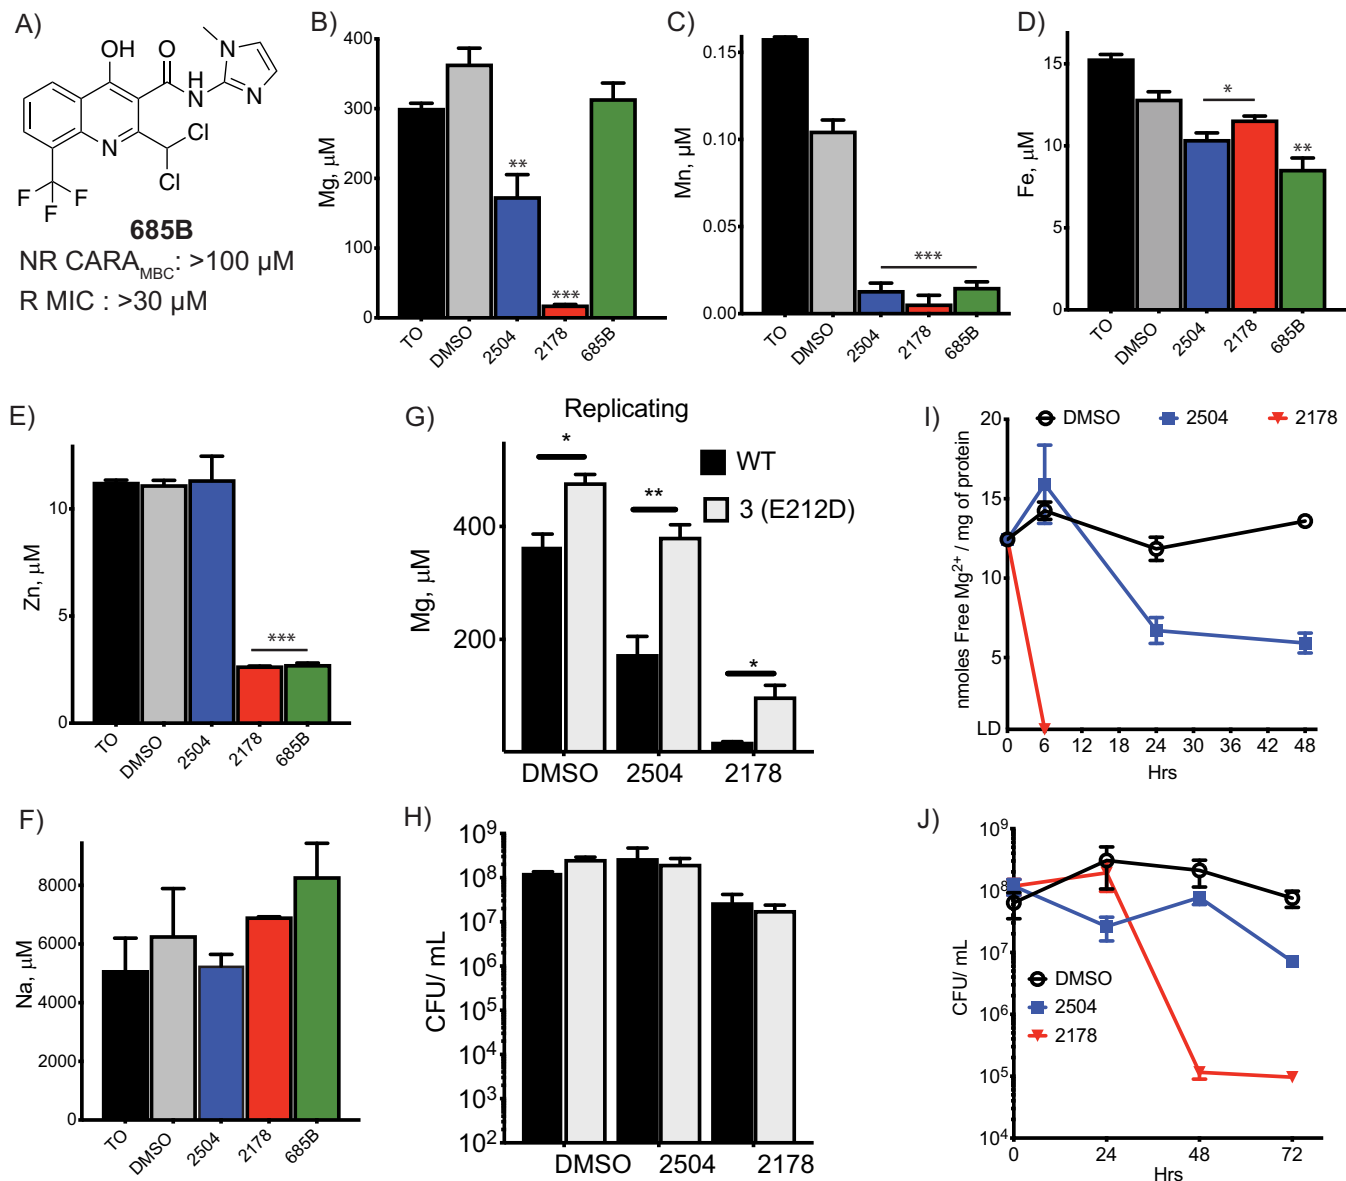 A)
OH
O
N
H
N
N
N
Cl
Cl
F
F
F
685B
NR CARAMBC: >100 µM
R MIC : >30 µM
B)
Mg, µM
400
300
200
100
0
**
***
TO
DMSO
2504
2178
685B
C)
Mn, µM
0.15
0.10
0.05
0.00
***
TO
DMSO
2504
2178
685B
D)
Fe, µM
15
10
5
0
*
**
TO
DMSO
2504
2178
685B
E)
Zn, µM
10
5
0
***
TO
DMSO
2504
2178
685B
F)
Na, µM
8000
6000
4000
2000
0
TO
DMSO
2504
2178
685B
G)
Replicating
WT
3 (E212D)
Mg, µM
400
200
*
**
*
DMSO
2504
2178
H)
CFU/ mL
10⁹
10⁸
10⁷
10⁶
10⁵
10⁴
10³
10²
DMSO
2504
2178
I)
DMSO
2504
2178
nmoles Free Mg²⁺ / mg of protein
20
15
10
5
LD
0 6 12 18 24 30 36 42 48
Hrs
J)
CFU/ mL
10⁹
10⁸
10⁷
10⁶
10⁵
10⁴
DMSO
2504
2178
0 24 48 72
Hrs